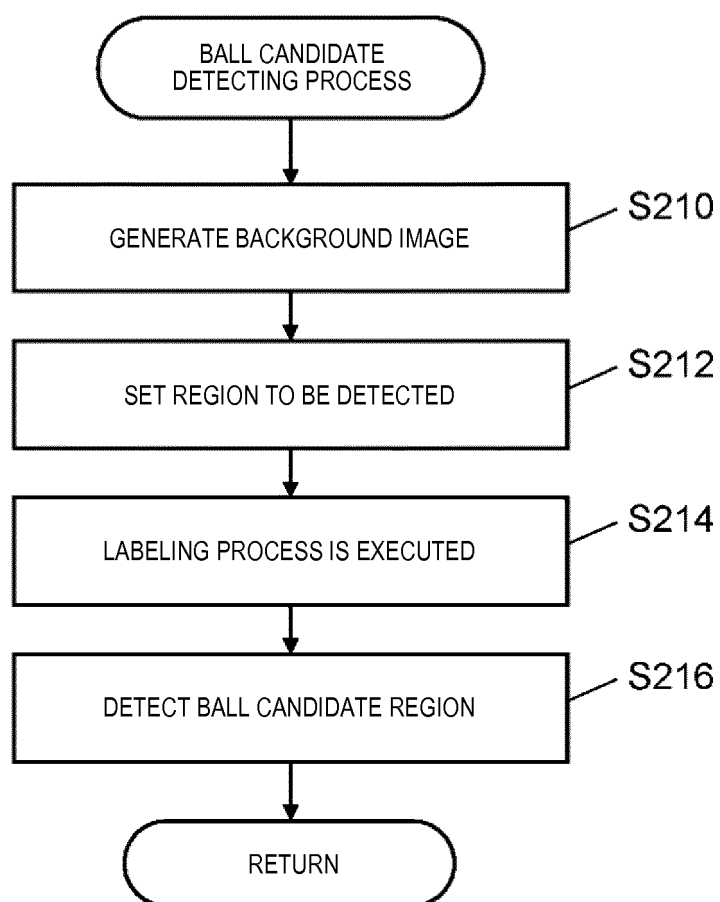 BALL CANDIDATE
DETECTING PROCESS
GENERATE BACKGROUND IMAGE
S210
SET REGION TO BE DETECTED
S212
LABELING PROCESS IS EXECUTED
S214
DETECT BALL CANDIDATE REGION
S216
RETURN